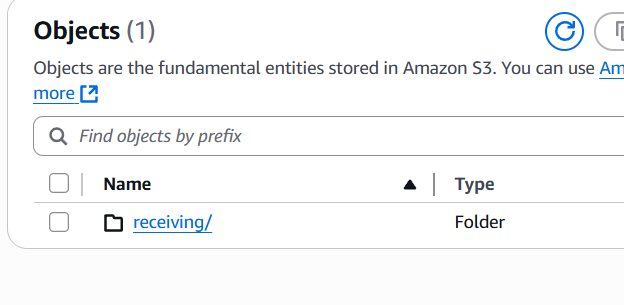 Objects (1)
Objects are the fundamental entities stored in Amazon S3. You can use Am
more
Find objects by prefix
Name Type
receiving/ Folder